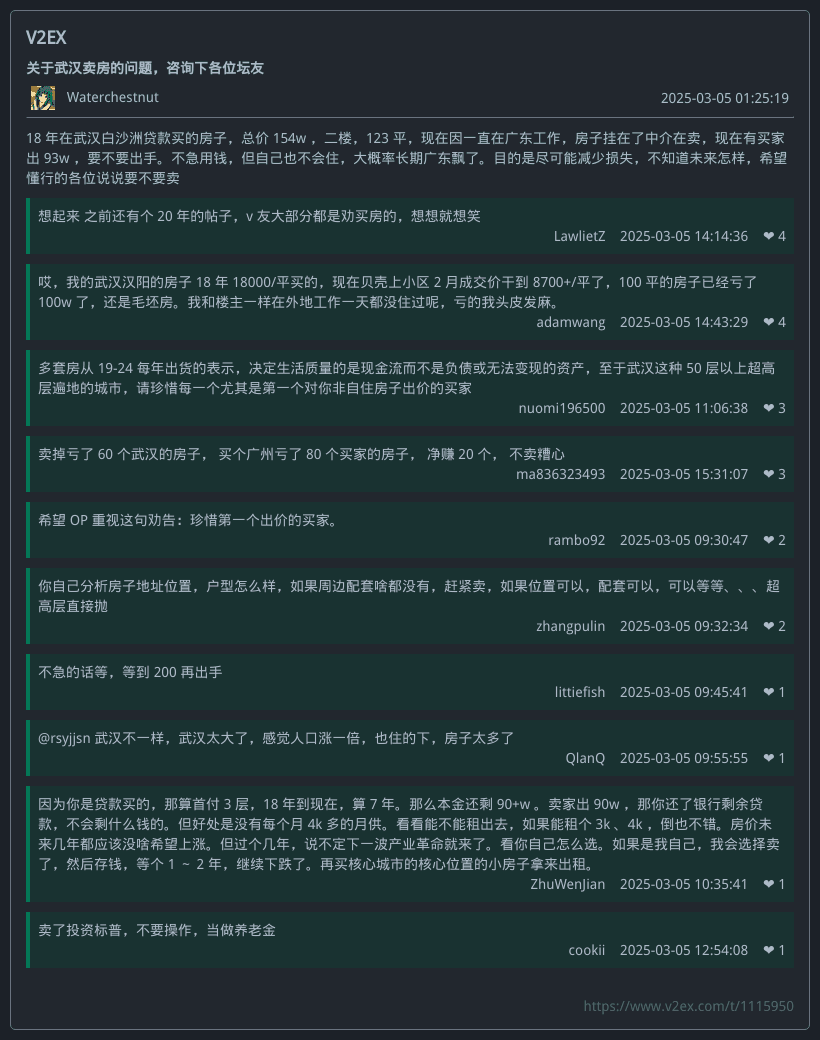 V2EX
关于武汉卖房的问题，咨询下各位坛友
Waterchestnut
2025-03-05 01:25:19
18 年在武汉白沙洲贷款买的房子，总价 154w ，二楼，123 平，现在因一直在广东工作，房子挂在了中介在卖，现在有买家
出 93w ，要不要出手。不急用钱，但自己也不会住，大概率长期广东飘了。目的是尽可能减少损失，不知道未来怎样，希望
懂行的各位说说要不要卖
想起来 之前还有个 20 年的帖子，v 友大部分都是劝买房的，想想就想笑
LawlietZ 2025-03-05 14:14:36 ❤ 4
哎，我的武汉汉阳的房子 18 年 18000/平买的，现在贝壳上小区 2 月成交价干到 8700+/平了，100 平的房子已经亏了
100w 了，还是毛坯房。我和楼主一样在外地工作一天都没住过呢，亏的我头皮发麻。
adamwang 2025-03-05 14:43:29 ❤ 4
多套房从 19-24 每年出货的表示，决定生活质量的是现金流而不是负债或无法变现的资产，至于武汉这种 50 层以上超高
层遍地的城市，请珍惜每一个尤其是第一个对你非自住房子出价的买家
nuomi196500 2025-03-05 11:06:38 ❤ 3
卖掉亏了 60 个武汉的房子， 买个广州亏了 80 个买家的房子， 净赚 20 个， 不卖糟心
ma836323493 2025-03-05 15:31:07 ❤ 3
希望 OP 重视这句劝告：珍惜第一个出价的买家。
rambo92 2025-03-05 09:30:47 ❤ 2
你自己分析房子地址位置，户型怎么样，如果周边配套啥都没有，赶紧卖，如果位置可以，配套可以，可以等等、、、超
高层直接抛
zhangpulin 2025-03-05 09:32:34 ❤ 2
不急的话等，等到 200 再出手
littiefish 2025-03-05 09:45:41 ❤ 1
@rsyjjsn 武汉不一样，武汉太大了，感觉人口涨一倍，也住的下，房子太多了
QlanQ 2025-03-05 09:55:55 ❤ 1
因为你是贷款买的，那算首付 3 层，18 年到现在，算 7 年。那么本金还剩 90+w 。卖家出 90w ，那你还了银行剩余贷
款，不会剩什么钱的。但好处是没有每个月 4k 多的月供。看看能不能租出去，如果能租个 3k 、4k ，倒也不错。房价未
来几年都应该没啥希望上涨。但过个几年，说不定下一波产业革命就来了。看你自己怎么选。如果是我自己，我会选择卖
了，然后存钱，等个 1 ～ 2 年，继续下跌了。再买核心城市的核心位置的小房子拿来出租。
ZhuWenJian 2025-03-05 10:35:41 ❤ 1
卖了投资标普，不要操作，当做养老金
cookii 2025-03-05 12:54:08 ❤ 1
https://www.v2ex.com/t/1115950